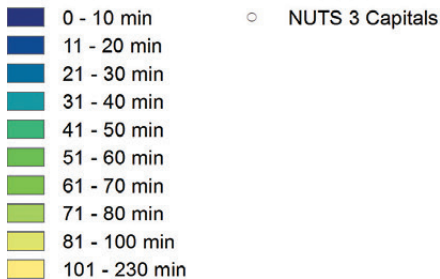 0 - 10 min
11 - 20 min
21 - 30 min
31 - 40 min
41 - 50 min
51 - 60 min
61 - 70 min
71 - 80 min
81 - 100 min
101 - 230 min
NUTS 3 Capitals